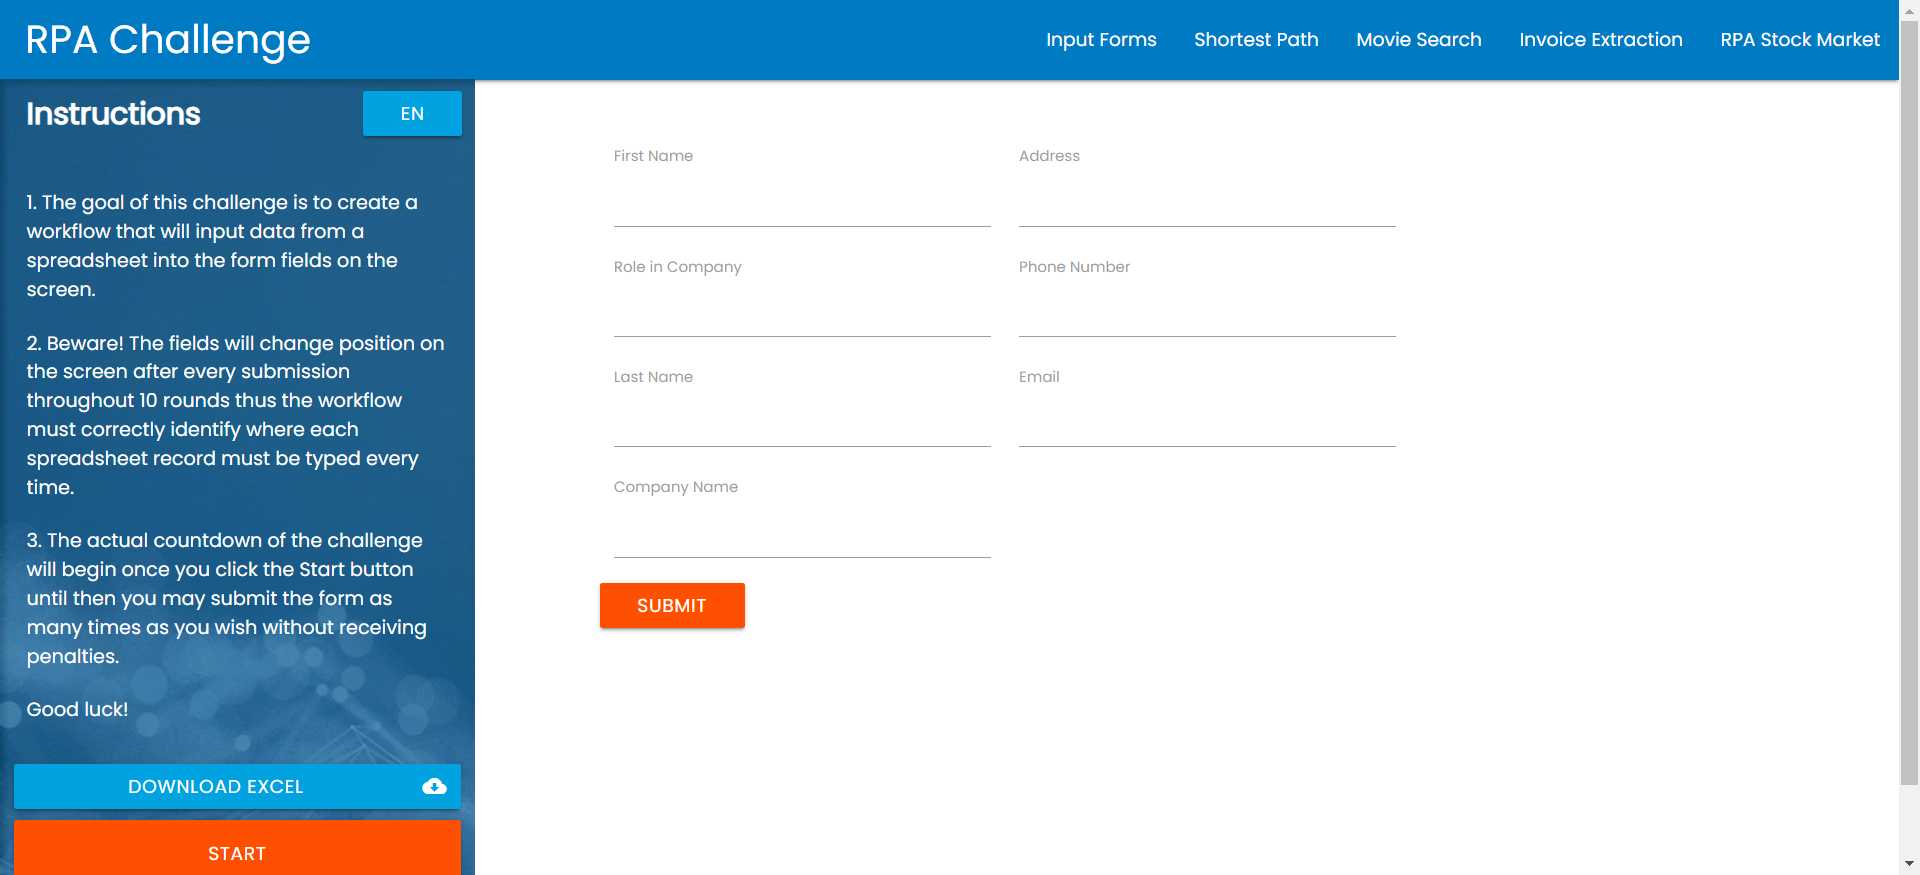 RPA Challenge
Input Forms
Shortest Path
Movie Search
Invoice Extraction
RPA Stock Market
Instructions
EN
1. The goal of this challenge is to create a
workflow that will input data from a
spreadsheet into the form fields on the
screen.
2. Beware! The fields will change position on
the screen after every submission
throughout 10 rounds thus the workflow
must correctly identify where each
spreadsheet record must be typed every
time.
3. The actual countdown of the challenge
will begin once you click the Start button
until then you may submit the form as
many times as you wish without receiving
penalties.
Good luck!
DOWNLOAD EXCEL
START
First Name
Address
Role in Company
Phone Number
Last Name
Email
Company Name
SUBMIT